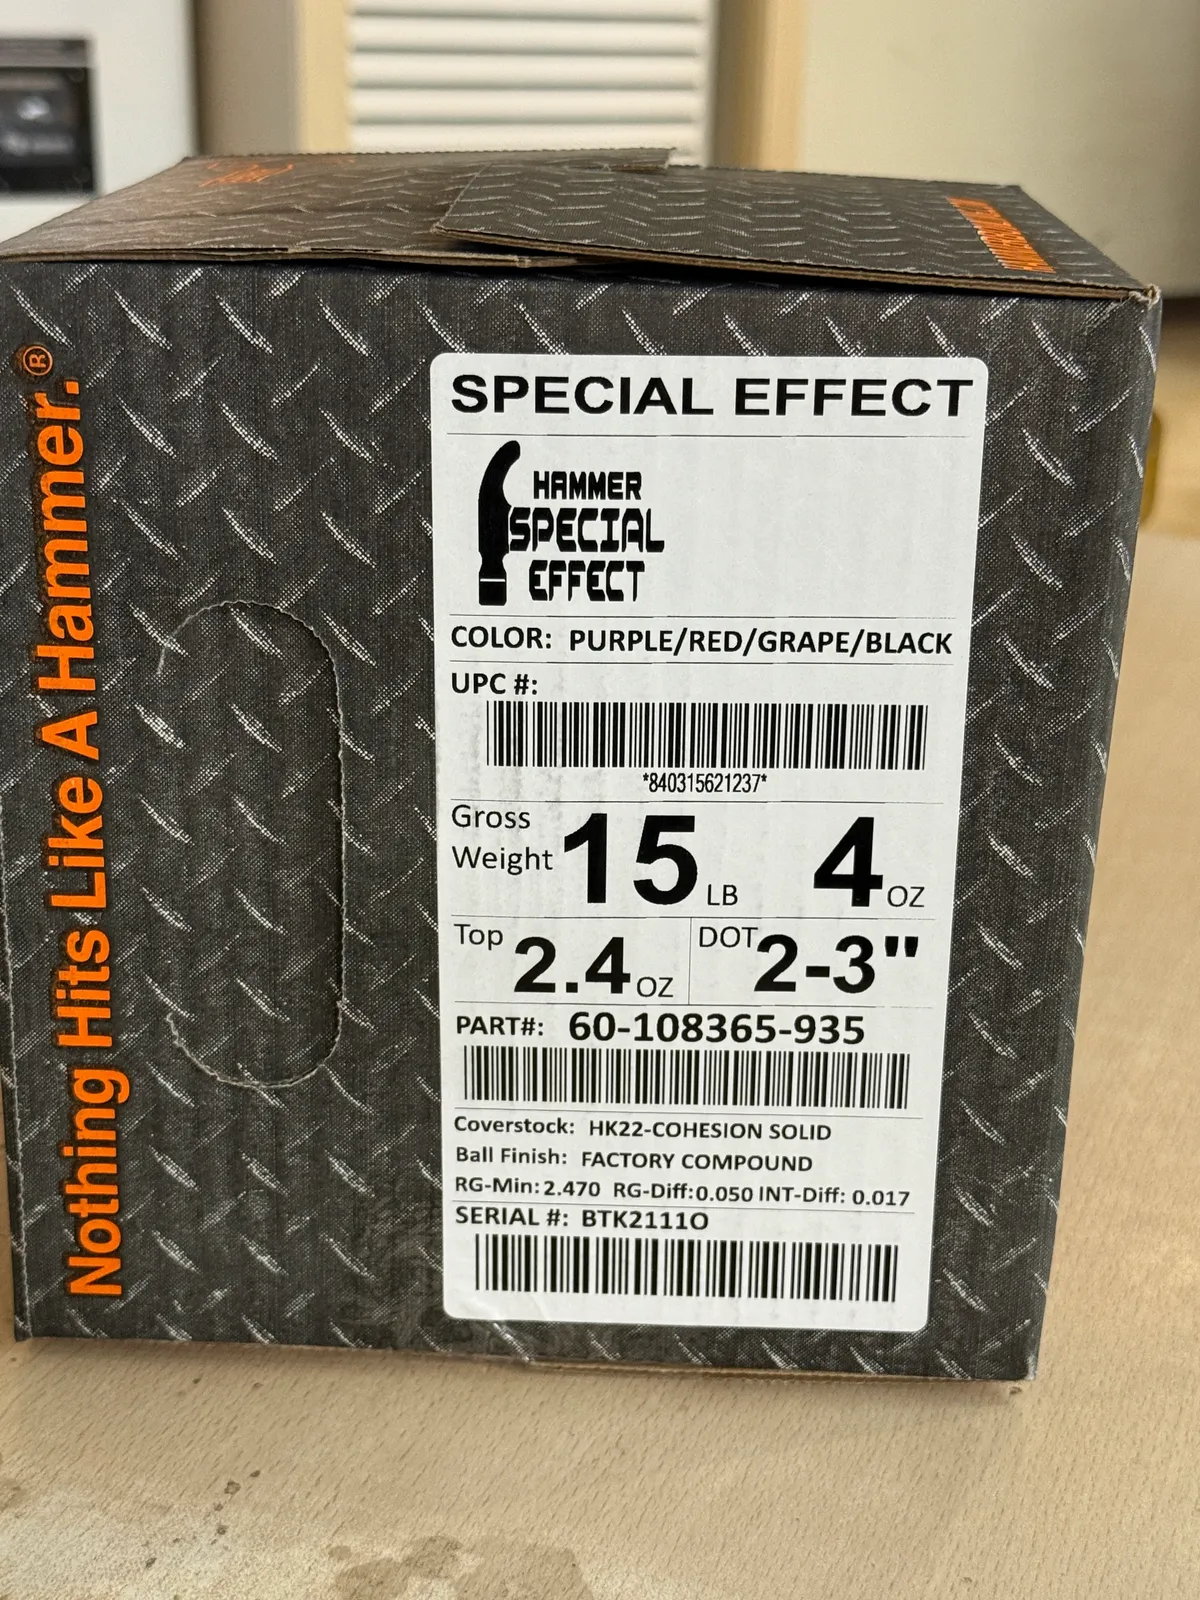 Nothing Hits Like A Hammer.®
SPECIAL EFFECT
HAMMER
SPECIAL
EFFECT
COLOR: PURPLE/RED/GRAPE/BLACK
UPC #:
*840315621237*
Gross Weight 15 LB 4 OZ
Top 2.4 OZ DOT 2-3"
PART#: 60-108365-935
Coverstock: HK22-COHESION SOLID
Ball Finish: FACTORY COMPOUND
RG-Min: 2.470 RG-Diff: 0.050 INT-Diff: 0.017
SERIAL #: BTK2111O